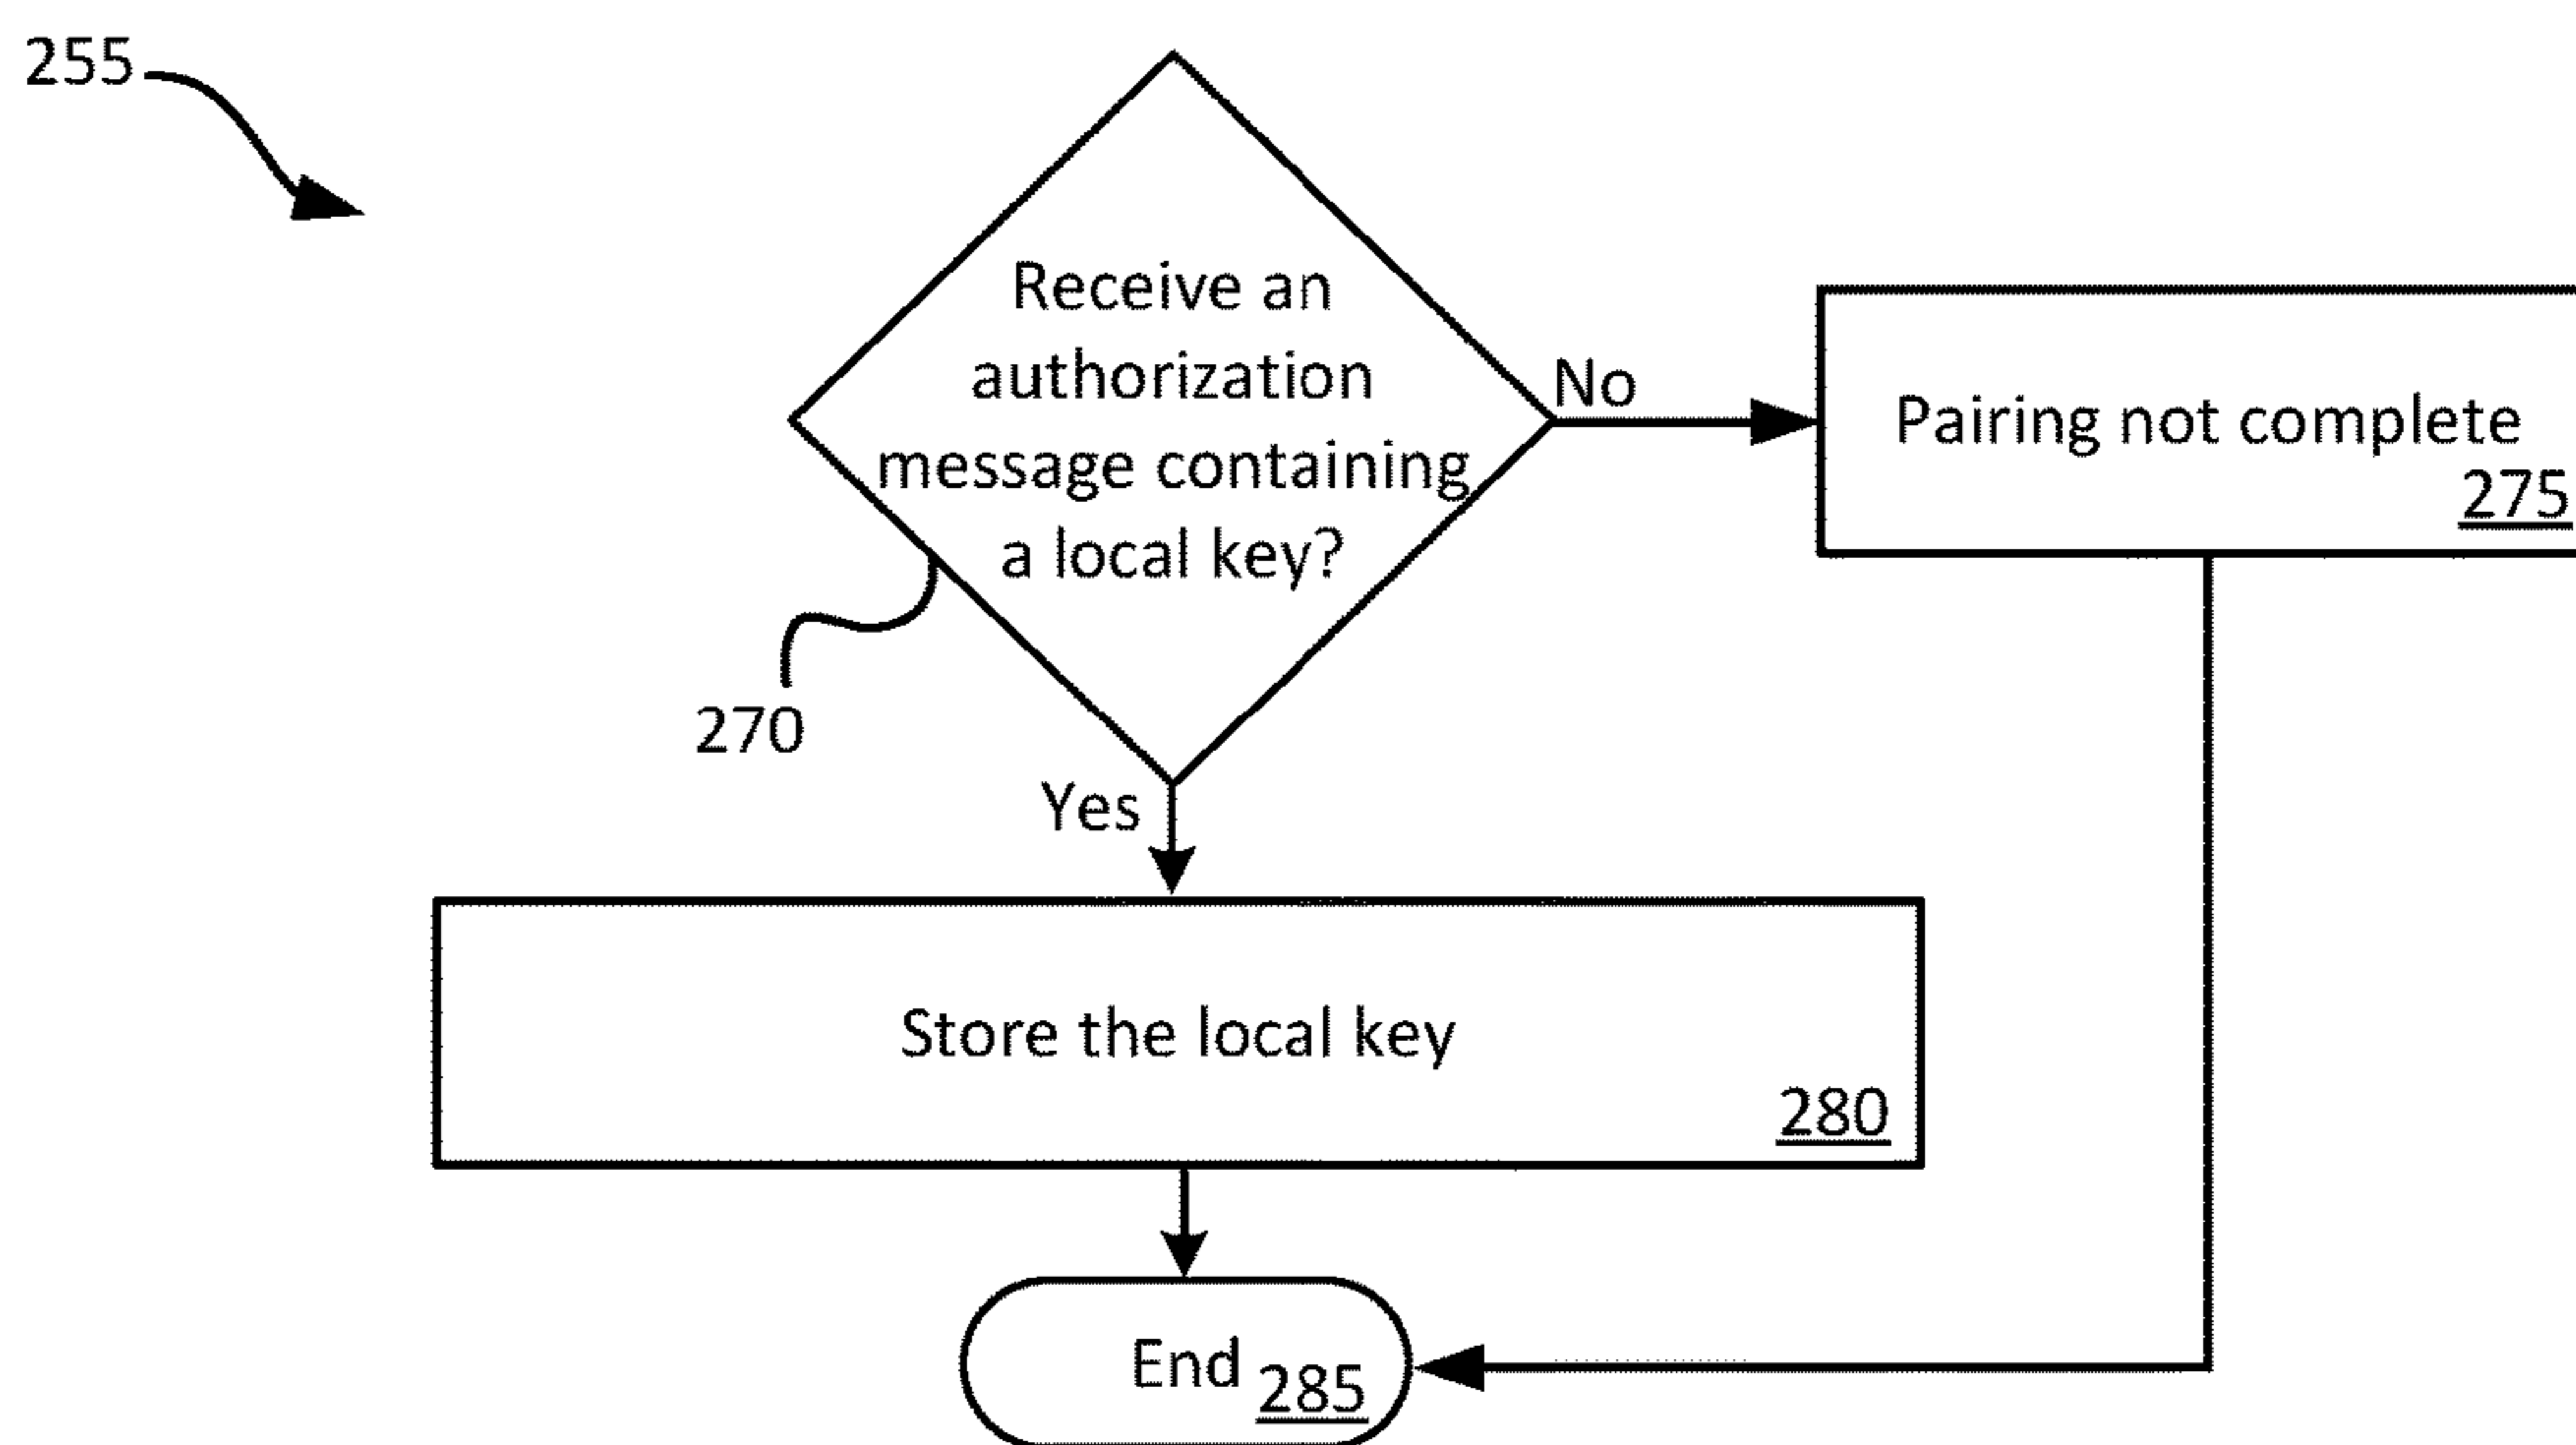 255
Receive an
authorization
message containing
a local key?
No
Pairing not complete
275
270
Yes
Store the local key
280
End
285